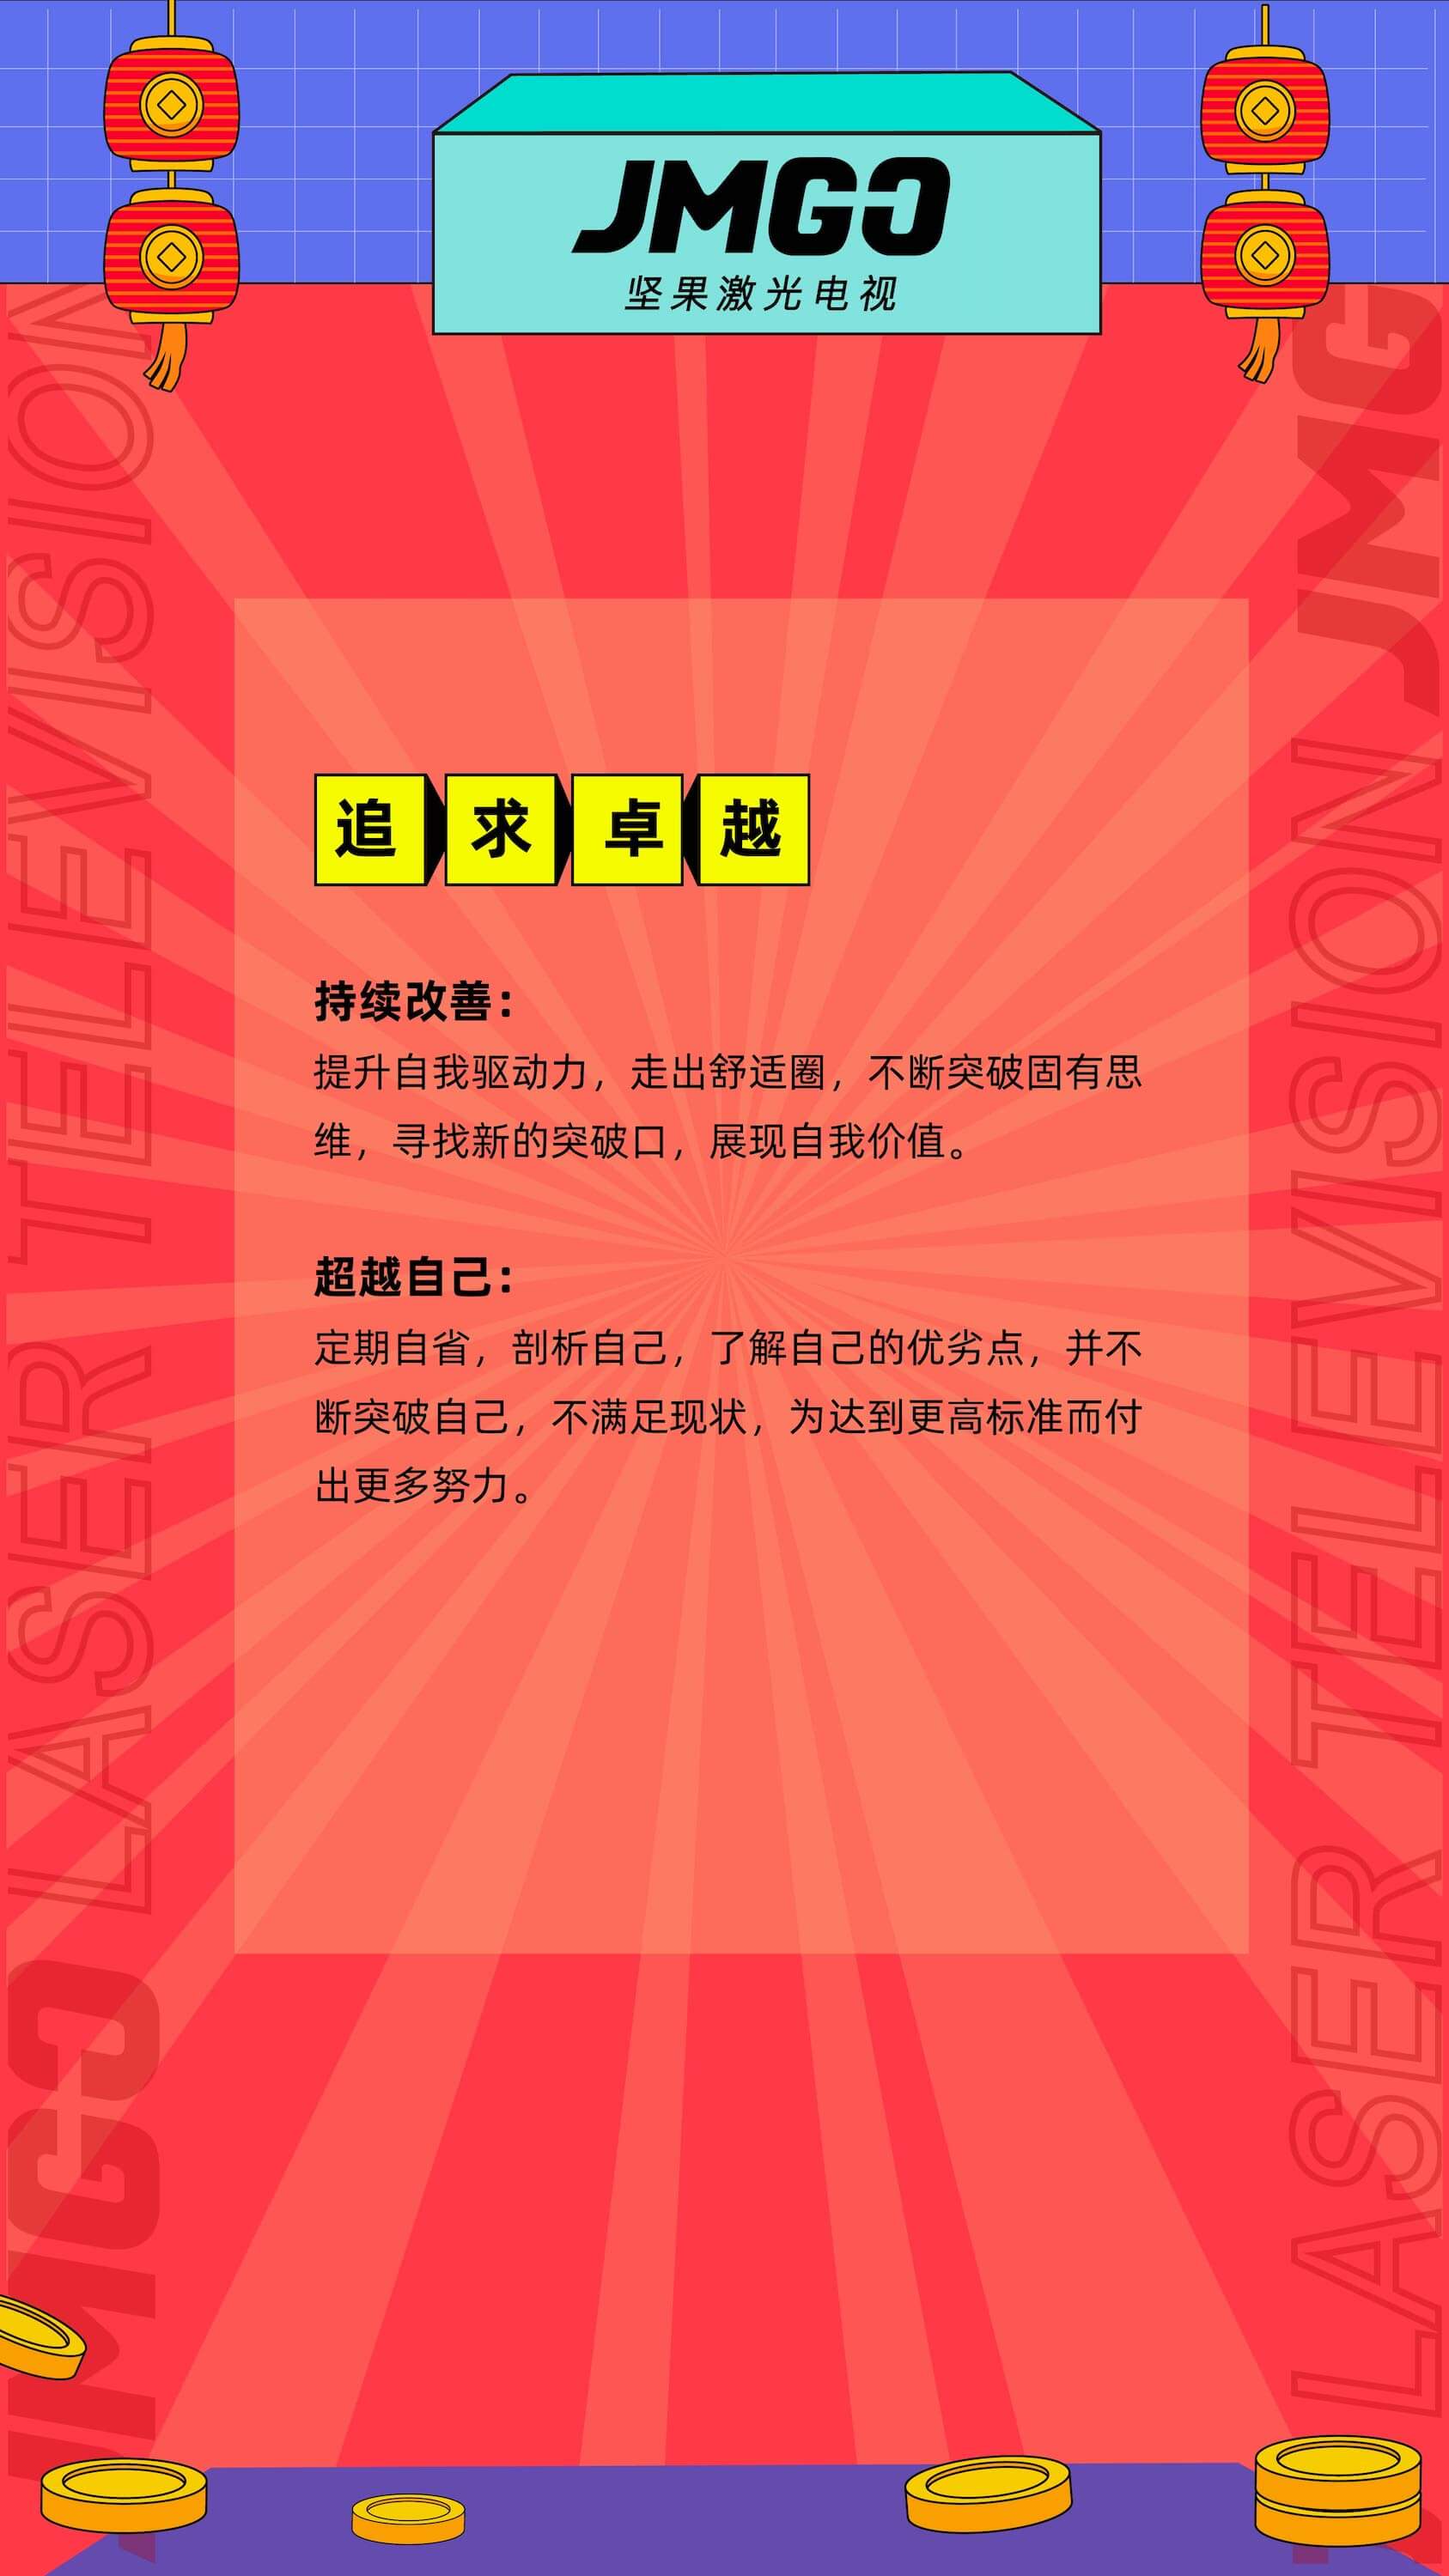 JMGO
坚果激光电视
追求卓越
持续改善：
提升自我驱动力，走出舒适圈，不断突破固有思
维，寻找新的突破口，展现自我价值。
超越自己：
定期自省，剖析自己，了解自己的优劣点，并不
断突破自己，不满足现状，为达到更高标准而付
出更多努力。
JMGO LASER TELEVISION
LASER TELEVISION JMG